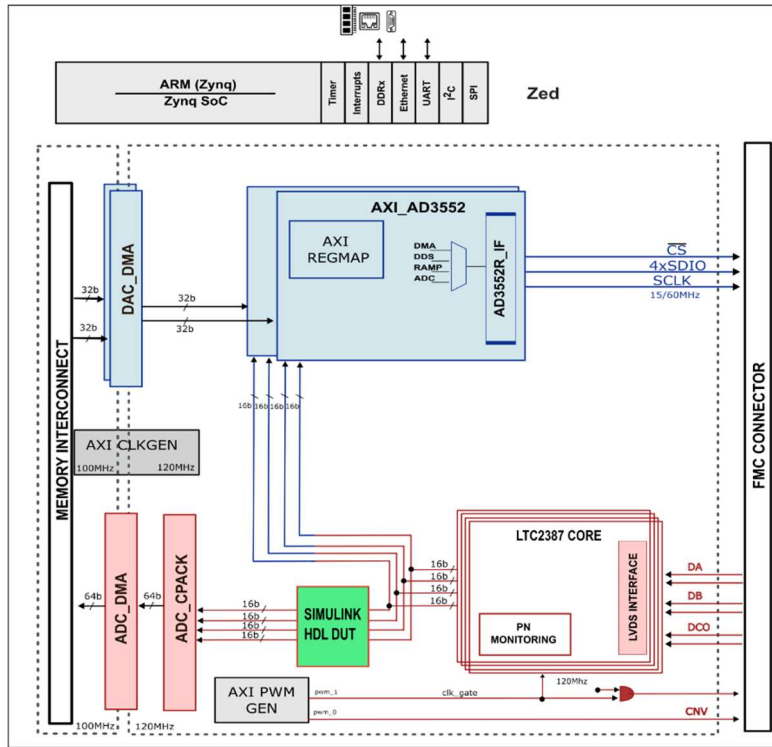 ARM (Zynq)
Zynq SoC
Timer
Interrupts
DDRx
Ethernet
UART
I²C
SPI
Zed
MEMORY INTERCONNECT
32b
32b
DAC_DMA
32b
32b
AXI_AD3552
AXI
REGMAP
DMA
DDS
RAMP
ADC
AD3552R_IF
CS
4xSDIO
SCLK
15/60MHz
FMC CONNECTOR
16b
16b
16b
16b
AXI CLKGEN
100MHz
120MHz
64b
ADC_DMA
64b
ADC_CPACK
16b
16b
16b
16b
SIMULINK
HDL DUT
16b
16b
16b
16b
LTC2387 CORE
PN
MONITORING
LVDS INTERFACE
DA
DB
DCO
120Mhz
AXI PWM
GEN
pwm_1
clk_gate
pwm_0
CNV
100MHz
120MHz